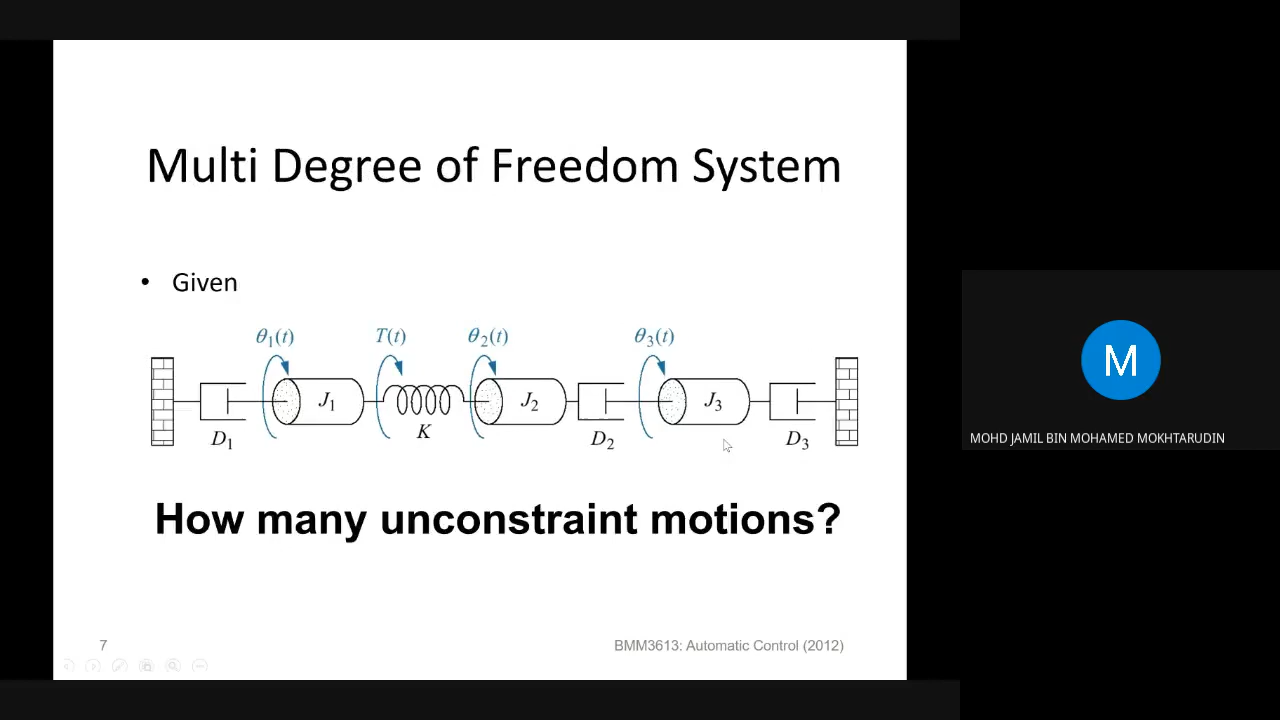 Multi Degree of Freedom System
• Given
θ1(t) T(t) θ2(t) θ3(t)
J1 J2 J3
D1 K D2 D3
How many unconstraint motions?
7 BMM3613: Automatic Control (2012)
M
MOHD JAMIL BIN MOHAMED MOKHTARUDIN